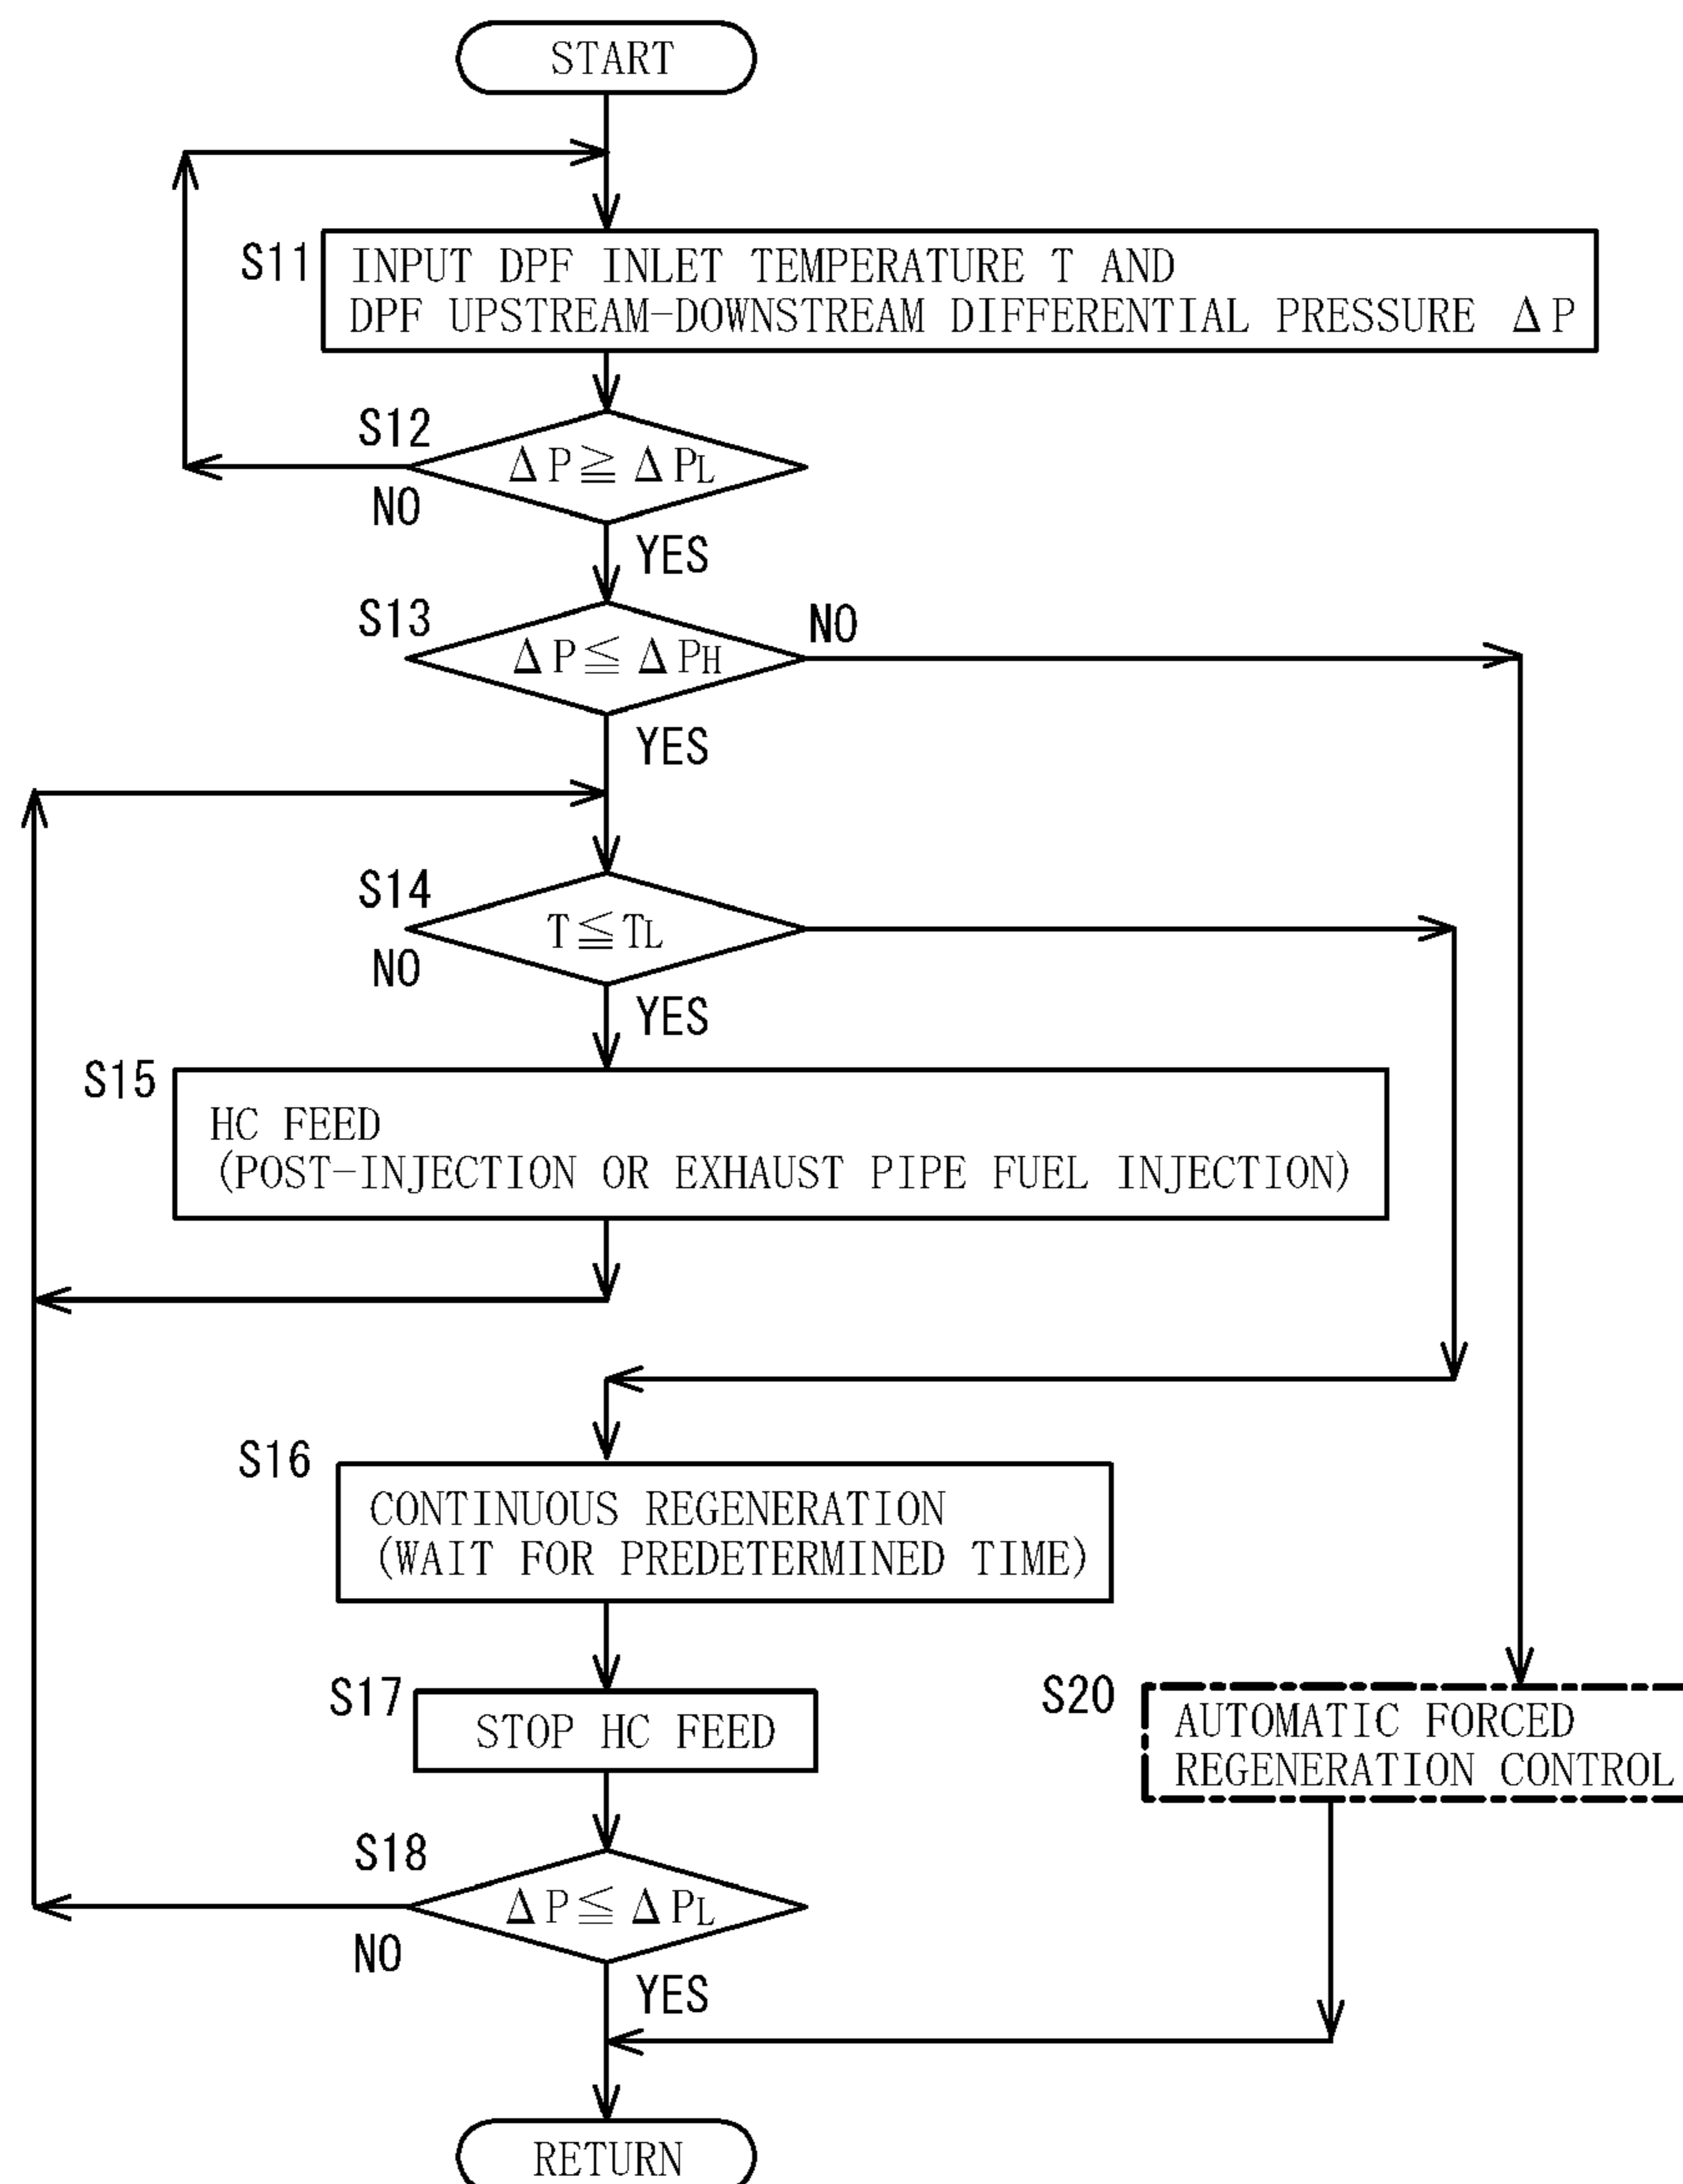 START
S11
INPUT DPF INLET TEMPERATURE T AND
DPF UPSTREAM-DOWNSTREAM DIFFERENTIAL PRESSURE ΔP
S12
ΔP≧ΔPL
NO
YES
S13
ΔP≦ΔPH
NO
YES
S14
T≦TL
NO
YES
S15
HC FEED
(POST-INJECTION OR EXHAUST PIPE FUEL INJECTION)
S16
CONTINUOUS REGENERATION
(WAIT FOR PREDETERMINED TIME)
S17
STOP HC FEED
S20
AUTOMATIC FORCED
REGENERATION CONTROL
S18
ΔP≦ΔPL
NO
YES
RETURN